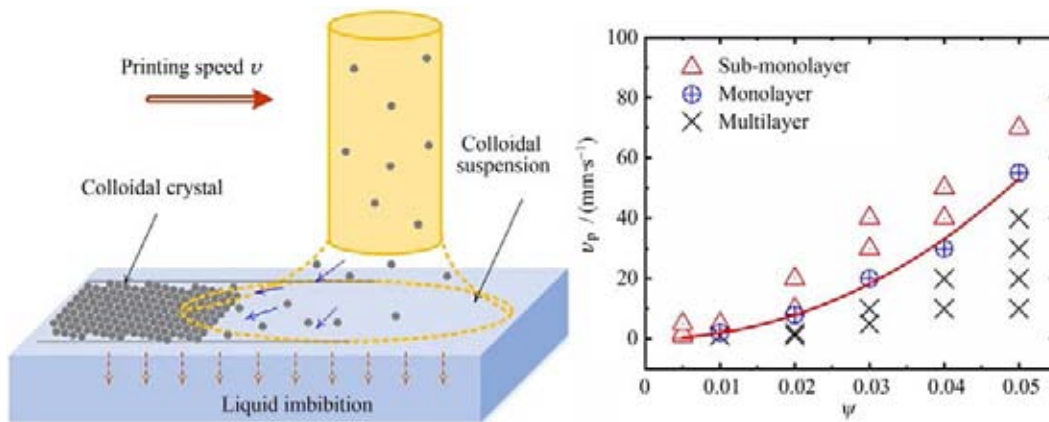 Printing speed υ
Colloidal crystal
Colloidal
suspension
Liquid imbibition
υp / (mm·s⁻¹)
100
80
60
40
20
0
Sub-monolayer
Monolayer
Multilayer
0 0.01 0.02 0.03 0.04 0.05
ψ